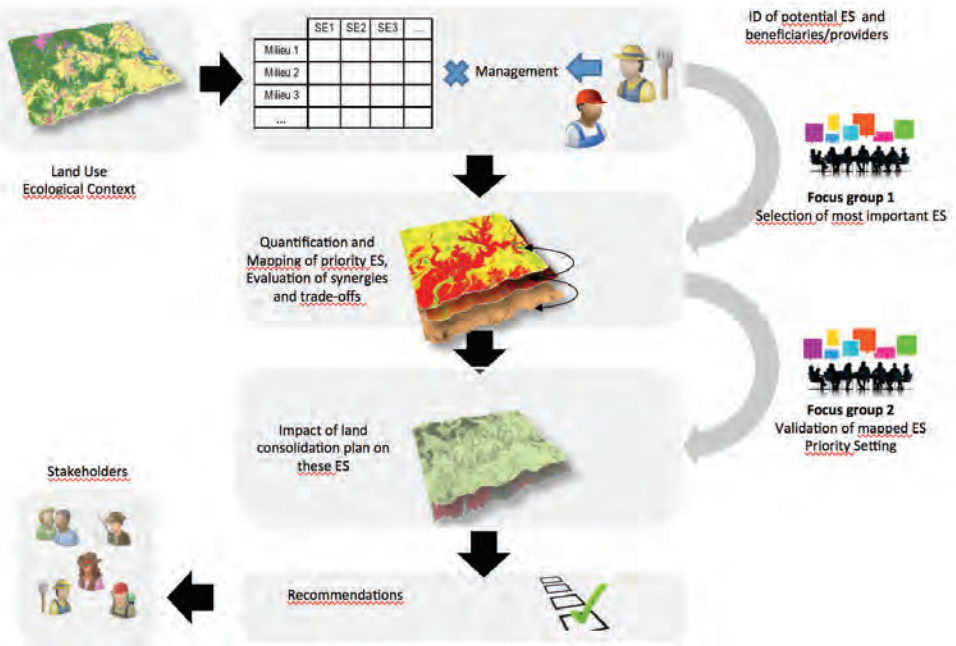 SE1 SE2 SE3 ...
Milieu 1
Milieu 2
Milieu 3
...
Management
ID of potential ES and
beneficiaries/providers
Land Use
Ecological Context
Focus group 1
Selection of most important ES
Quantification and
Mapping of priority ES,
Evaluation of synergies
and trade-offs
Focus group 2
Validation of mapped ES
Priority Setting
Impact of land
consolidation plan on
these ES
Stakeholders
Recommendations